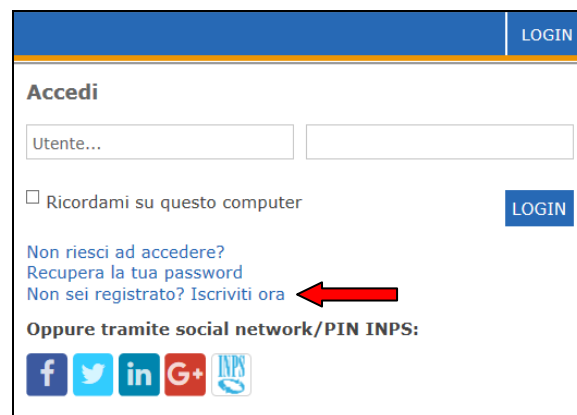 LOGIN
Accedi
Utente...
Ricordami su questo computer
LOGIN
Non riesci ad accedere?
Recupera la tua password
Non sei registrato? Iscriviti ora
Oppure tramite social network/PIN INPS:
f in G+ INPS